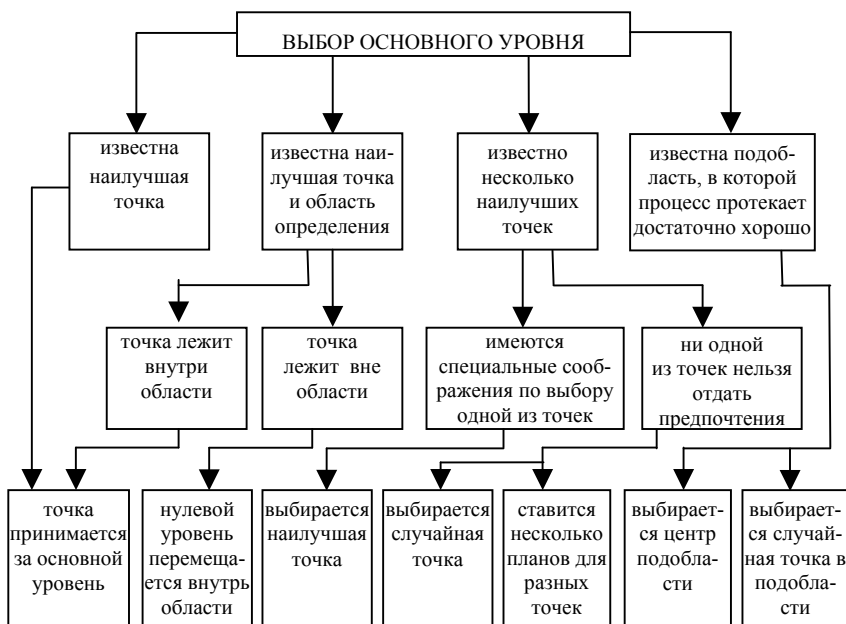 ВЫБОР ОСНОВНОГО УРОВНЯ
известна
наилучшая
точка
известна наи-
лучшая точка
и область
определения
известно
несколько
наилучших
точек
известна подоб-
ласть, в которой
процесс протекает
достаточно хорошо
точка лежит
внутри
области
точка
лежит вне
области
имеются
специальные сооб-
ражения по выбору
одной из точек
ни одной
из точек нельзя
отдать
предпочтения
точка
принимается
за основной
уровень
нулевой
уровень
перемеща-
ется внутрь
области
выбирается
наилучшая
точка
выбирается
случайная
точка
ставится
несколько
планов для
разных
точек
выбирает-
ся центр
подобла-
сти
выбирает-
ся случай-
ная точка в
подобла-
сти